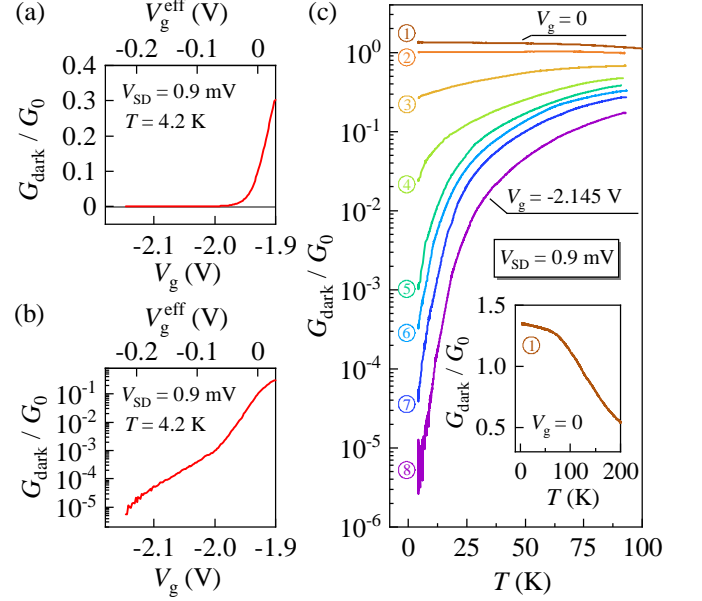 (a)
V_g^eff (V)
-0.2 -0.1 0
0.4
0.3
0.2
0.1
0
G_dark / G_0
V_SD = 0.9 mV
T = 4.2 K
-2.1 -2.0 -1.9
V_g (V)
(b)
V_g^eff (V)
-0.2 -0.1 0
10^-1
10^-2
10^-3
10^-4
10^-5
G_dark / G_0
V_SD = 0.9 mV
T = 4.2 K
-2.1 -2.0 -1.9
V_g (V)
(c)
10^0
10^-1
10^-2
10^-3
10^-4
10^-5
10^-6
G_dark / G_0
① V_g = 0
②
③
④
V_g = -2.145 V
⑤
⑥
⑦
⑧
V_SD = 0.9 mV
1.5
1.0
0.5
G_dark / G_0
①
V_g = 0
0 100 200
T (K)
0 25 50 75 100
T (K)